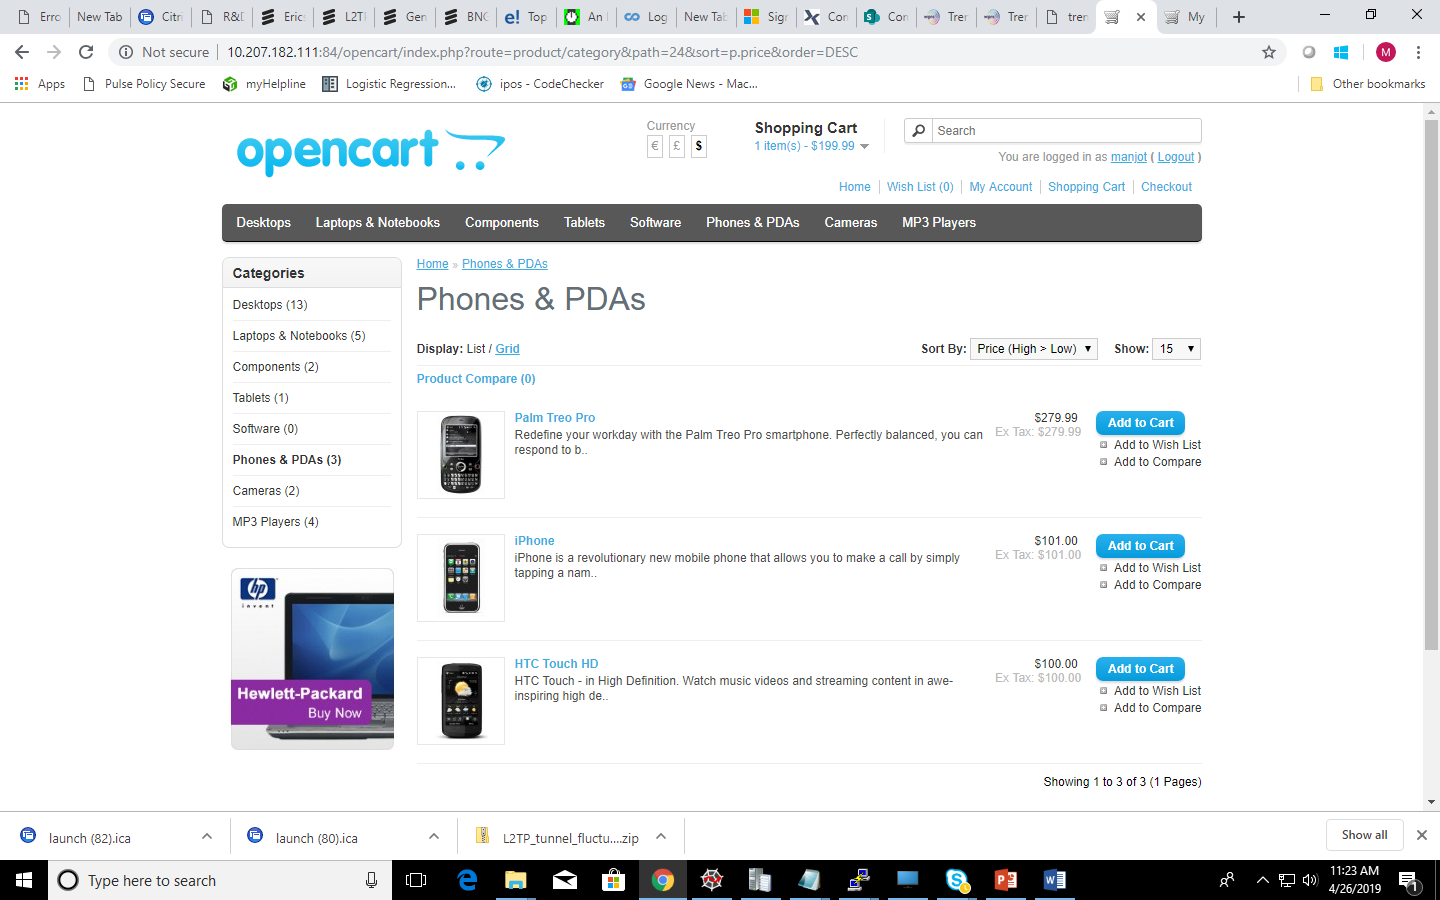 Erro
New Tab
Citri
R&D
Erics
L2TI
Gen
BNC
Top
An I
Log
New Tab
Sigr
Con
Con
Trer
Trer
tren
My
Not secure
10.207.182.111:84/opencart/index.php?route=product/category&path=24&sort=p.price&order=DESC
M
Apps
Pulse Policy Secure
myHelpline
Logistic Regression...
ipos - CodeChecker
Google News - Mac...
Other bookmarks
opencart
Currency
€ £ $
Shopping Cart
1 item(s) - $199.99
Search
You are logged in as manjot ( Logout )
Home
Wish List (0)
My Account
Shopping Cart
Checkout
Desktops
Laptops & Notebooks
Components
Tablets
Software
Phones & PDAs
Cameras
MP3 Players
Categories
Desktops (13)
Laptops & Notebooks (5)
Components (2)
Tablets (1)
Software (0)
Phones & PDAs (3)
Cameras (2)
MP3 Players (4)
hp
invent
Hewlett-Packard
Buy Now
Home » Phones & PDAs
Phones & PDAs
Display: List / Grid
Sort By: Price (High > Low)
Show: 15
Product Compare (0)
Palm Treo Pro
Redefine your workday with the Palm Treo Pro smartphone. Perfectly balanced, you can
respond to b..
$279.99
Ex Tax: $279.99
Add to Cart
Add to Wish List
Add to Compare
iPhone
iPhone is a revolutionary new mobile phone that allows you to make a call by simply
tapping a nam..
$101.00
Ex Tax: $101.00
Add to Cart
Add to Wish List
Add to Compare
HTC Touch HD
HTC Touch - in High Definition. Watch music videos and streaming content in awe-
inspiring high de..
$100.00
Ex Tax: $100.00
Add to Cart
Add to Wish List
Add to Compare
Showing 1 to 3 of 3 (1 Pages)
launch (82).ica
launch (80).ica
L2TP_tunnel_fluctu....zip
Show all
Type here to search
11:23 AM
4/26/2019
1